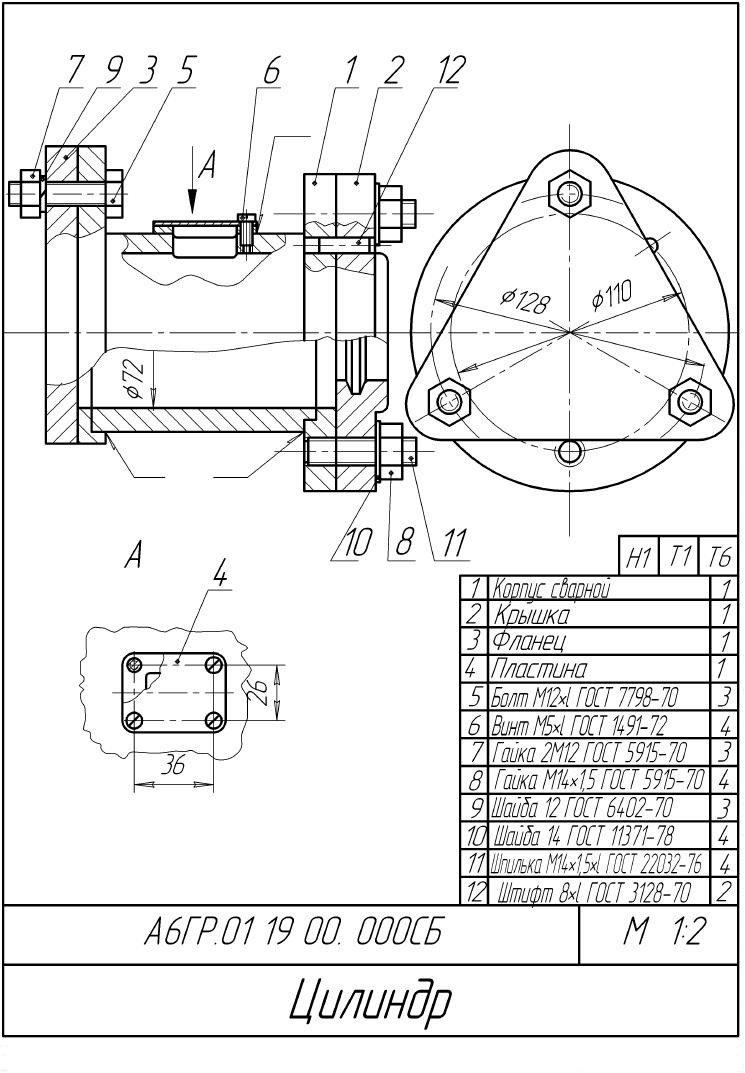 7 9 3 5 6 1 2 12
А
⌀128 ⌀110
⌀72
10 8 11
А
4
26
36
Н1 Т1 Т6
1 Корпус сварной 1
2 Крышка 1
3 Фланец 1
4 Пластина 1
5 Болт М12×l ГОСТ 7798-70 3
6 Винт М5×l ГОСТ 1491-72 4
7 Гайка 2М12 ГОСТ 5915-70 3
8 Гайка М14×1,5 ГОСТ 5915-70 4
9 Шайба 12 ГОСТ 6402-70 3
10 Шайба 14 ГОСТ 11371-78 4
11 Шпилька М14×1,5×l ГОСТ 22032-76 4
12 Штифт 8×l ГОСТ 3128-70 2
А6ГР.01 19 00. 000СБ М 1:2
Цилиндр